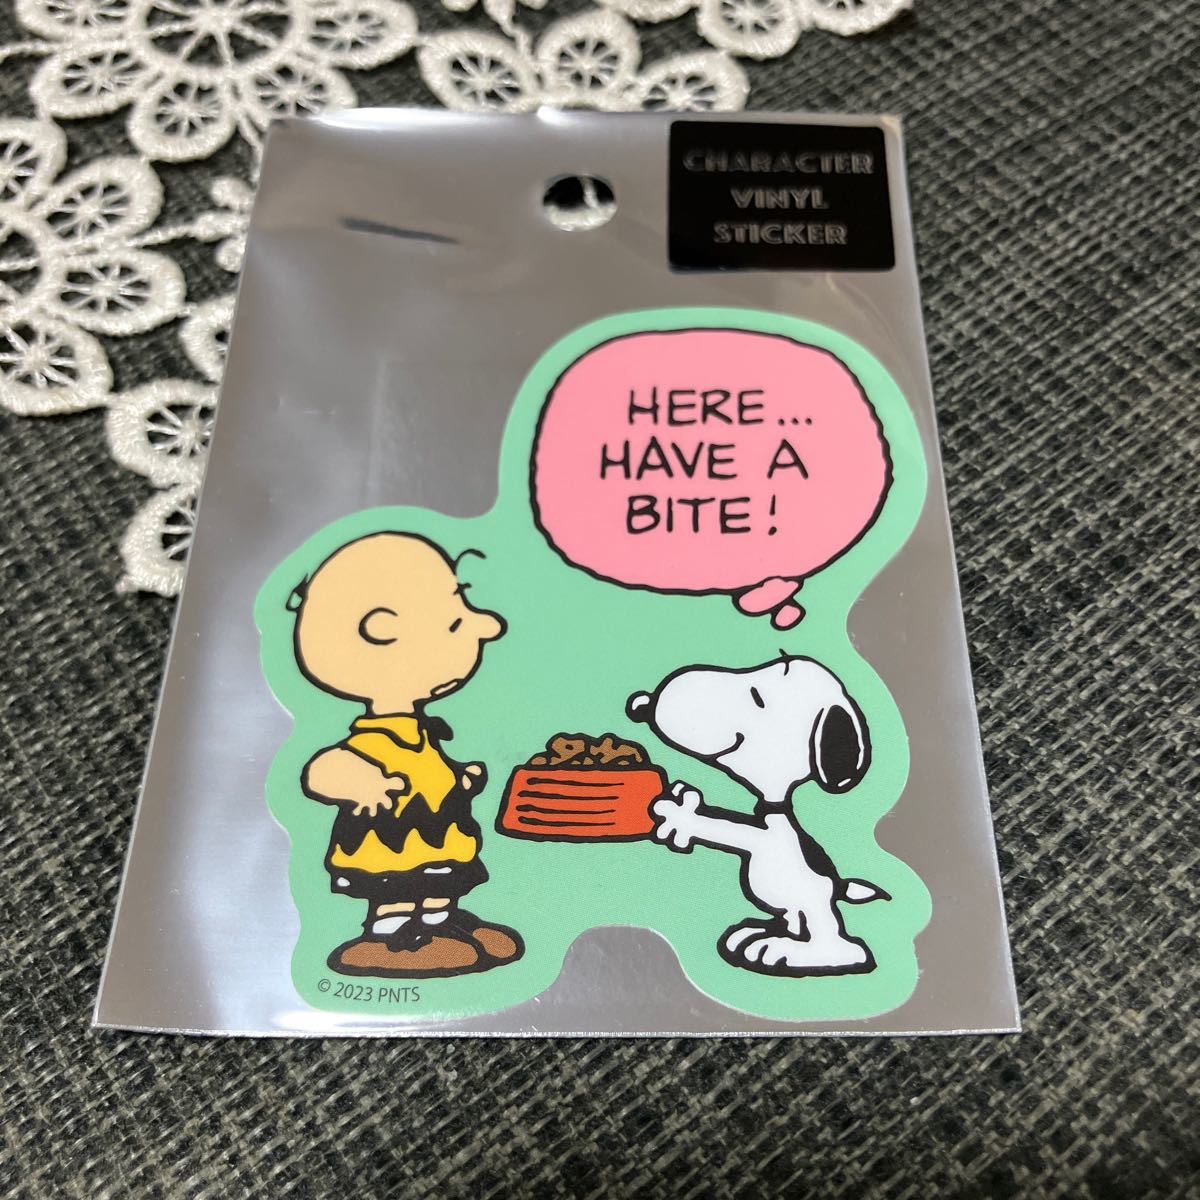 CHARACTER
VINYL
STICKER
HERE...
HAVE A
BITE!
© 2023 PNTS